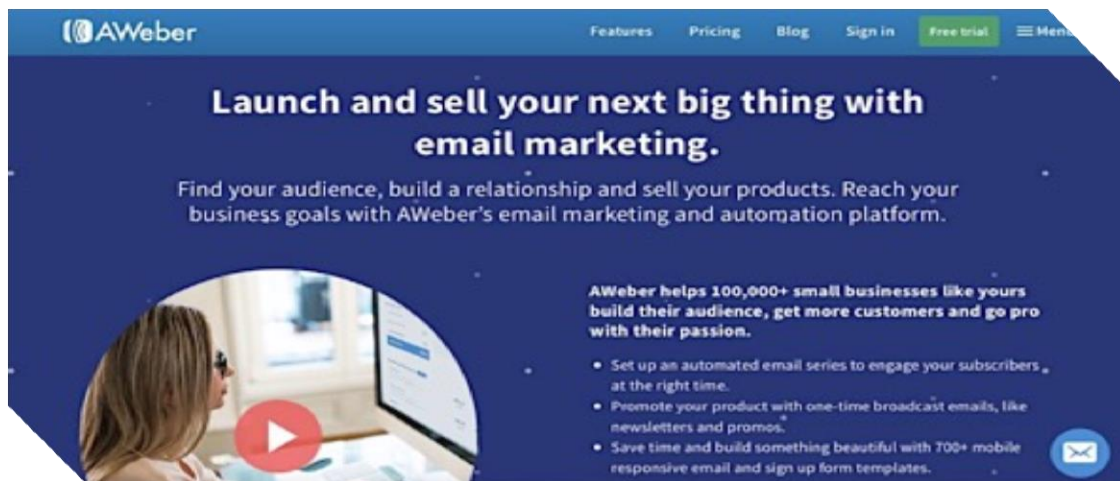 AWeber
Features Pricing Blog Sign in Free trial Menu
Launch and sell your next big thing with
email marketing.
Find your audience, build a relationship and sell your products. Reach your
business goals with AWeber's email marketing and automation platform.
AWeber helps 100,000+ small businesses like yours
build their audience, get more customers and go pro
with their passion.
• Set up an automated email series to engage your subscribers
at the right time.
• Promote your product with one-time broadcast emails, like
newsletters and promos.
• Save time and build something beautiful with 700+ mobile
responsive email and sign up form templates.